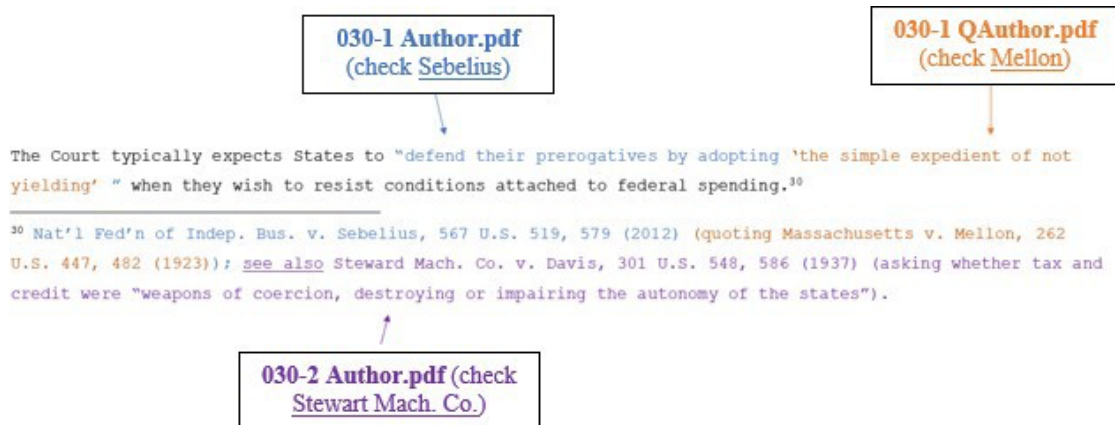 030-1 Author.pdf
(check Sebelius)
030-1 QAuthor.pdf
(check Mellon)
The Court typically expects States to “defend their prerogatives by adopting ‘the simple expedient of not
yielding’ ” when they wish to resist conditions attached to federal spending.³⁰
³⁰ Nat’l Fed’n of Indep. Bus. v. Sebelius, 567 U.S. 519, 579 (2012) (quoting Massachusetts v. Mellon, 262
U.S. 447, 482 (1923)); see also Steward Mach. Co. v. Davis, 301 U.S. 548, 586 (1937) (asking whether tax and
credit were “weapons of coercion, destroying or impairing the autonomy of the states”).
030-2 Author.pdf (check
Stewart Mach. Co.)